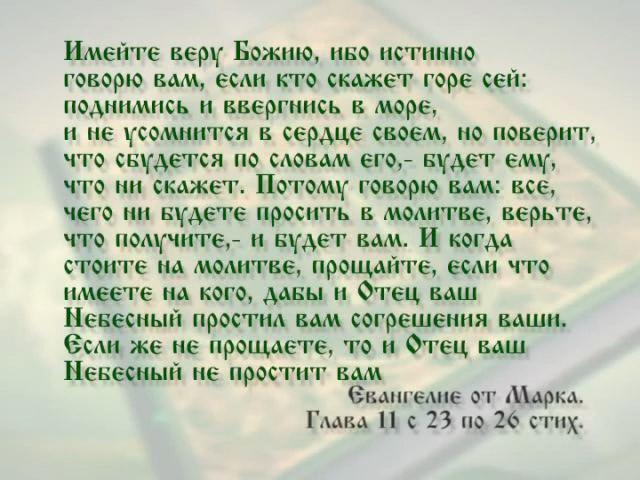 Имейте веру Божию, ибо истинно
говорю вам, если кто скажет горе сей:
поднимись и ввергнись в море,
и не усомнится в сердце своем, но поверит,
что сбудется по словам его,- будет ему,
что ни скажет. Потому говорю вам: все,
чего ни будете просить в молитве, верьте,
что получите,- и будет вам. И когда
стоите на молитве, прощайте, если что
имеете на кого, дабы и Отец ваш
Небесный простил вам согрешения ваши.
Если же не прощаете, то и Отец ваш
Небесный не простит вам
Евангелие от Марка.
Глава 11 с 23 по 26 стих.